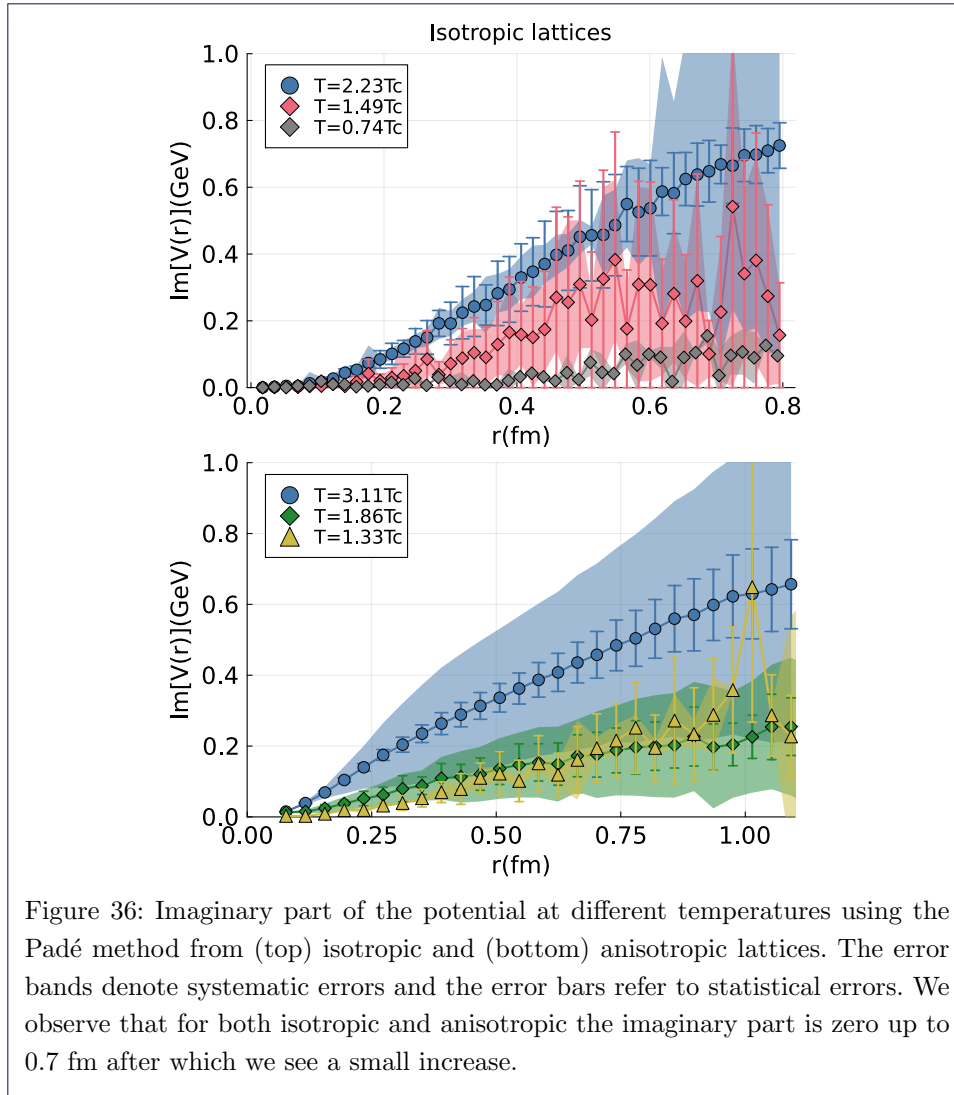 Isotropic lattices
1.0
0.8
0.6
0.4
0.2
0.0
Im[V(r)](GeV)
T=2.23Tc
T=1.49Tc
T=0.74Tc
0.0 0.2 0.4 0.6 0.8
r(fm)
1.0
0.8
0.6
0.4
0.2
0.0
Im[V(r)](GeV)
T=3.11Tc
T=1.86Tc
T=1.33Tc
0.00 0.25 0.50 0.75 1.00
r(fm)
Figure 36: Imaginary part of the potential at different temperatures using the
Padé method from (top) isotropic and (bottom) anisotropic lattices. The error
bands denote systematic errors and the error bars refer to statistical errors. We
observe that for both isotropic and anisotropic the imaginary part is zero up to
0.7 fm after which we see a small increase.